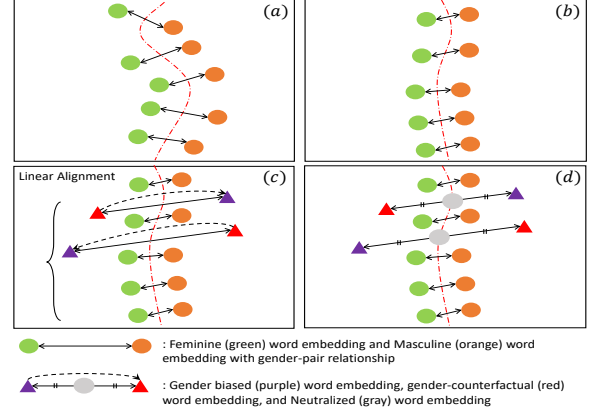 (a)
(b)
Linear Alignment
(c)
(d)
: Feminine (green) word embedding and Masculine (orange) word
embedding with gender-pair relationship
: Gender biased (purple) word embedding, gender-counterfactual (red)
word embedding, and Neutralized (gray) word embedding